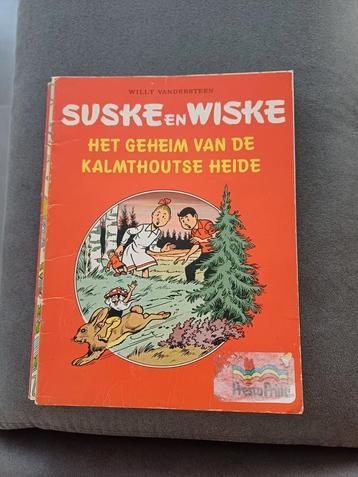 WILLY VANDERSTEEN
SUSKE EN WISKE
HET GEHEIM VAN DE
KALMTHOUTSE HEIDE